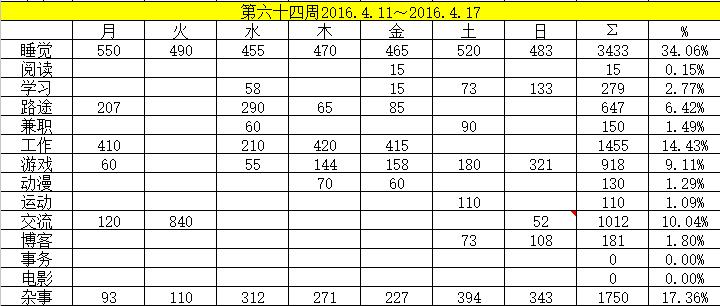 第六十四周2016.4.11～2016.4.17
月 火 水 木 金 土 日 Σ %
睡觉 550 490 455 470 465 520 483 3433 34.06%
阅读 15 15 0.15%
学习 58 15 73 133 279 2.77%
路途 207 290 65 85 647 6.42%
兼职 60 90 150 1.49%
工作 410 210 420 415 1455 14.43%
游戏 60 55 144 158 180 321 918 9.11%
动漫 70 60 130 1.29%
运动 110 110 1.09%
交流 120 840 52 1012 10.04%
博客 73 108 181 1.80%
事务 0 0.00%
电影 0 0.00%
杂事 93 110 312 271 227 394 343 1750 17.36%